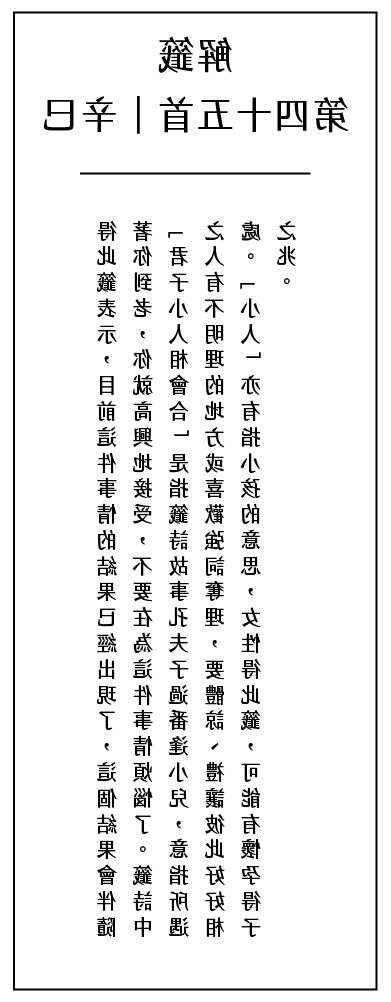 解籤
第四十五首｜辛巳
得此籤表示，目前這件事情的結果已經出現了，這個結果會伴隨
著你到老，你就高興地接受，不要在為這件事情煩惱了。籤詩中
「君子小人相會合」是指籤詩故事孔夫子過番逢小兒，意指所遇
之人有不明理的地方或喜歡強詞奪理，要體諒、禮讓彼此好好相
處。「小人」亦有指小孩的意思，女性得此籤，可能有懷孕得子
之兆。